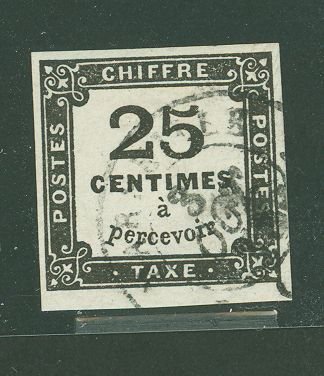 · CHIFFRE ·
POSTES
25
CENTIMES
à
percevoir
POSTES
· TAXE ·